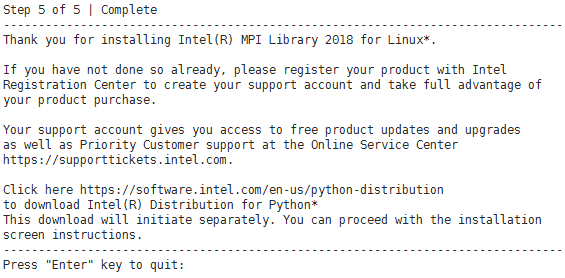 Step 5 of 5 | Complete
--------------------------------------------------------------------------------
Thank you for installing Intel(R) MPI Library 2018 for Linux*.
If you have not done so already, please register your product with Intel
Registration Center to create your support account and take full advantage of
your product purchase.
Your support account gives you access to free product updates and upgrades
as well as Priority Customer support at the Online Service Center
https://supporttickets.intel.com.
Click here https://software.intel.com/en-us/python-distribution
to download Intel(R) Distribution for Python*
This download will initiate separately. You can proceed with the installation
screen instructions.
--------------------------------------------------------------------------------
Press "Enter" key to quit: